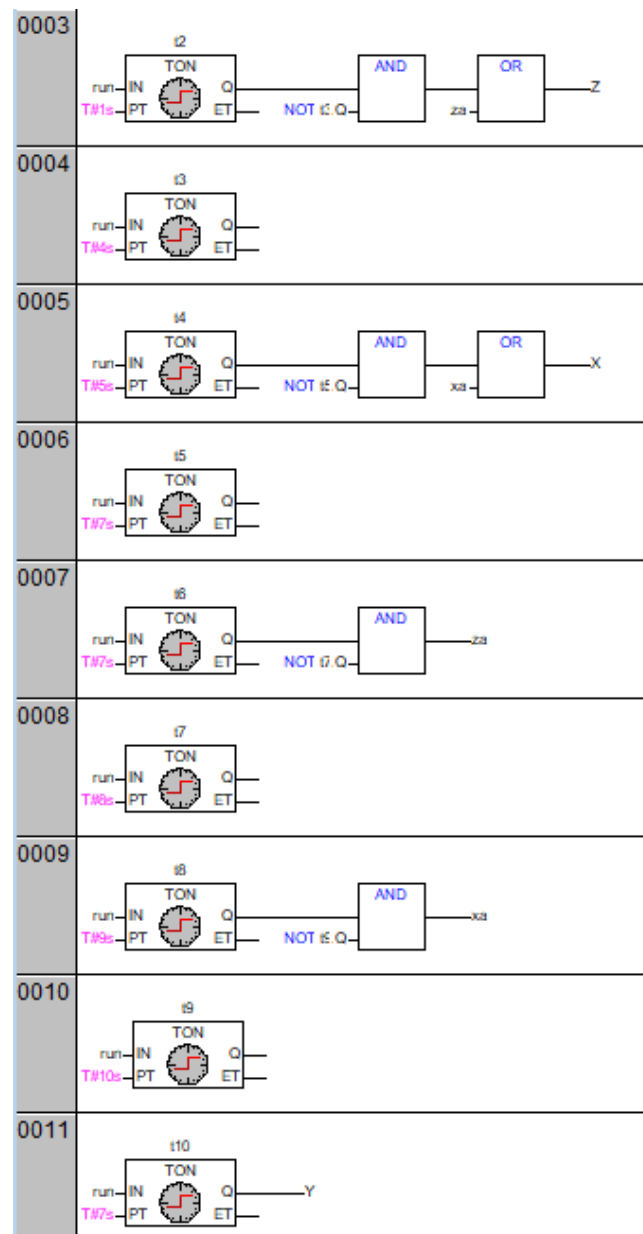 0003
t2
TON AND OR
run IN Q Z
T#1s PT ET NOT t3.Q za
0004
t3
TON
run IN Q
T#4s PT ET
0005
t4
TON AND OR
run IN Q X
T#5s PT ET NOT t5.Q xa
0006
t5
TON
run IN Q
T#7s PT ET
0007
t6
TON AND
run IN Q za
T#7s PT ET NOT t7.Q
0008
t7
TON
run IN Q
T#8s PT ET
0009
t8
TON AND
run IN Q xa
T#9s PT ET NOT t9.Q
0010
t9
TON
run IN Q
T#10s PT ET
0011
t10
TON
run IN Q Y
T#7s PT ET